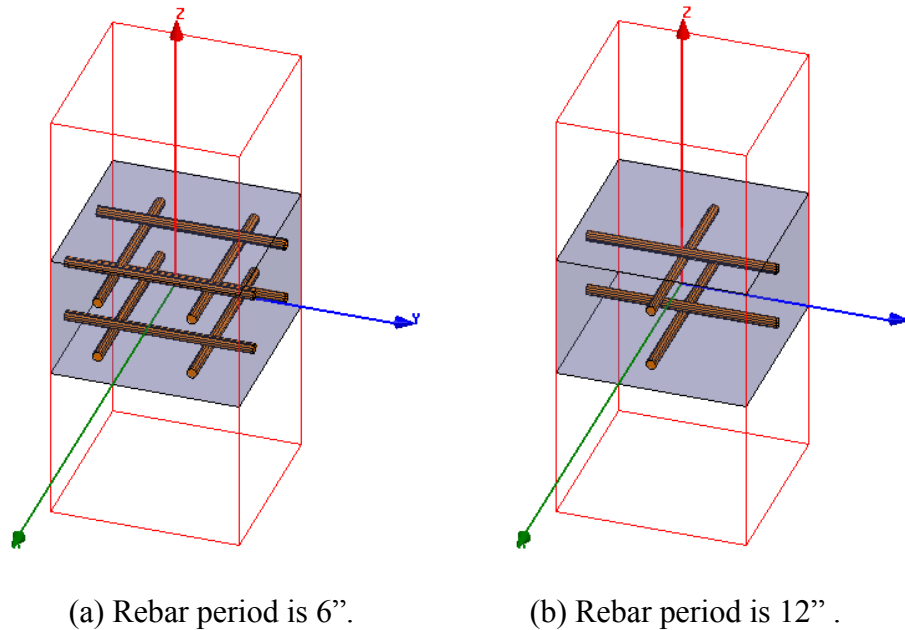 Z
Z
Y
(a) Rebar period is 6”.
(b) Rebar period is 12” .